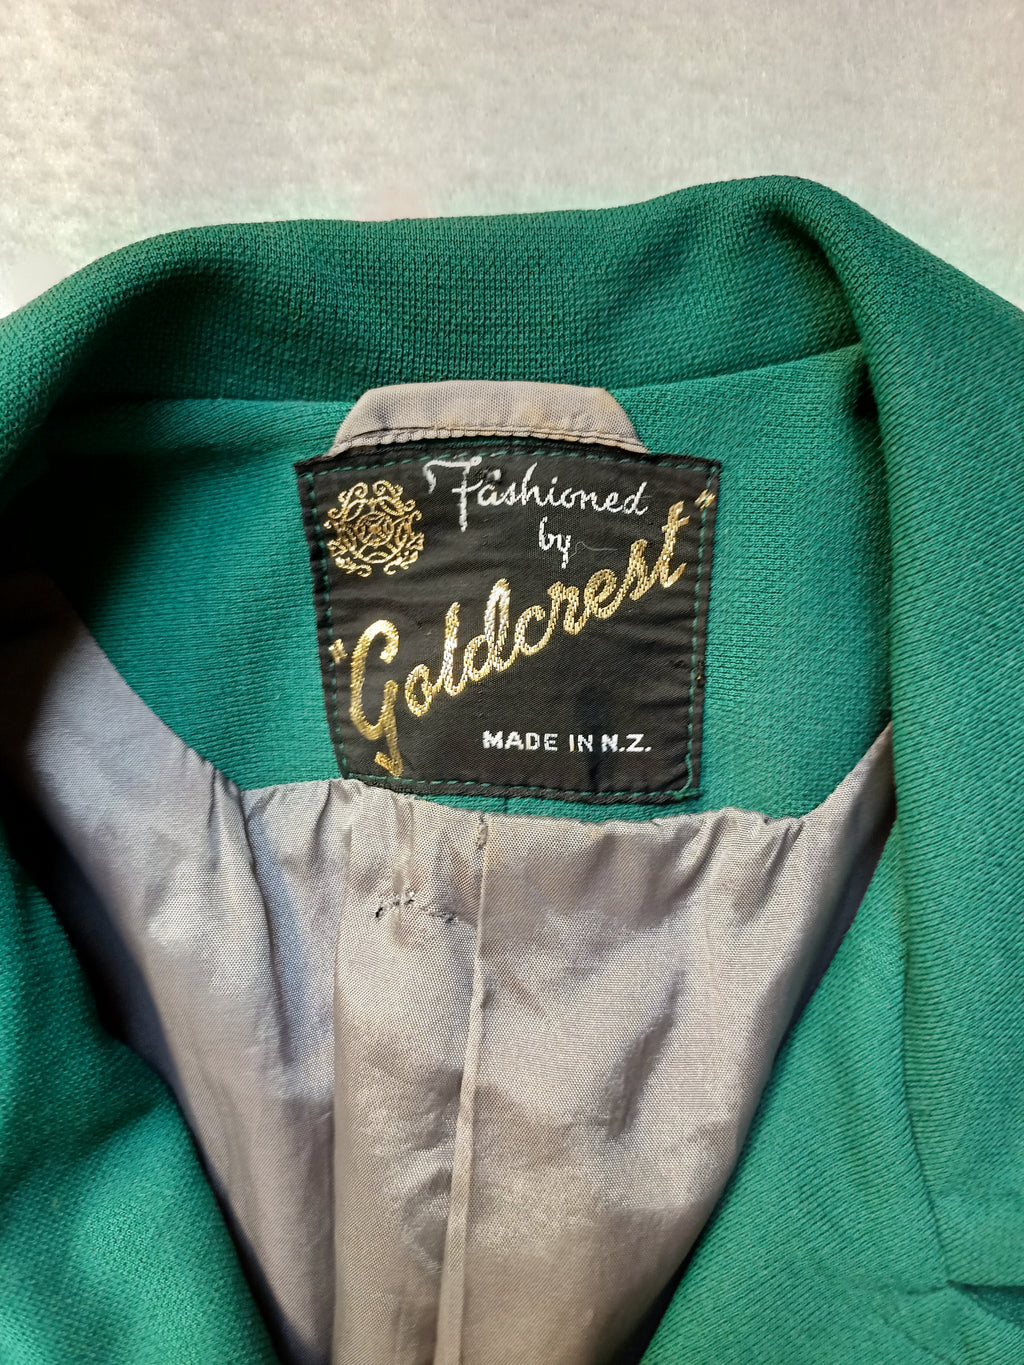 Fashioned
by
"Goldcrest"
MADE IN N.Z.